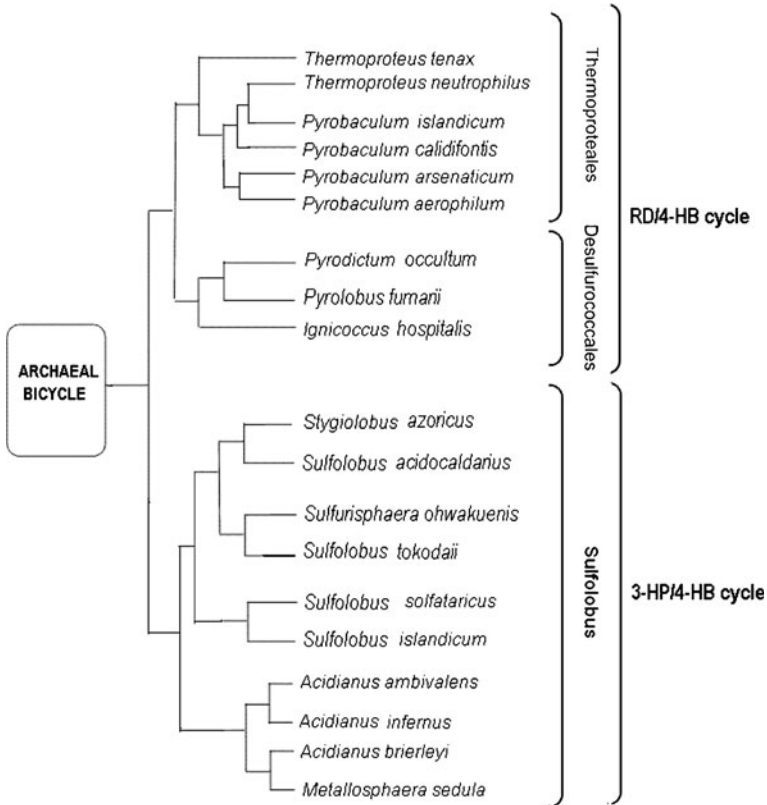 Thermoproteus tenax
Thermoproteus neutrophilus
Pyrobaculum islandicum
Pyrobaculum calidifontis
Pyrobaculum arsenaticum
Pyrobaculum aerophilum
Thermoproteales
Pyrodictum occultum
Pyrolobus fumarii
Ignicoccus hospitalis
Desulfurococcales
RD/4-HB cycle
ARCHAEAL
BICYCLE
Stygiolobus azoricus
Sulfolobus acidocaldarius
Sulfurisphaera ohwakuenis
Sulfolobus tokodaii
Sulfolobus solfataricus
Sulfolobus islandicum
Acidianus ambivalens
Acidianus infernus
Acidianus brierleyi
Metallosphaera sedula
Sulfolobus
3-HP/4-HB cycle